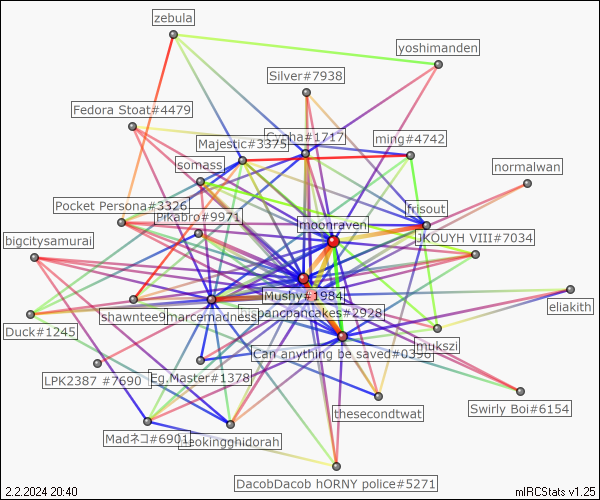 zebula
yoshimanden
Silver#7938
Fedora Stoat#4479
Cypha#1717
ming#4742
Majestic#3375
somass
normalwan
Pocket Persona#3326
frisout
Pikabro#9971
moonraven
JKOUYH VIII#7034
bigcitysamurai
Mushy#1984
eliakith
shawntee9
marcemadness
pancpancakes#2928
Duck#1245
mukszi
Can anything be saved#0396
LPK2387 #7690
Eg.Master#1378
thesecondtwat
Swirly Boi#6154
Madネコ#6901
leokingghidorah
DacobDacob hORNY police#5271
2.2.2024 20:40
mIRCStats v1.25